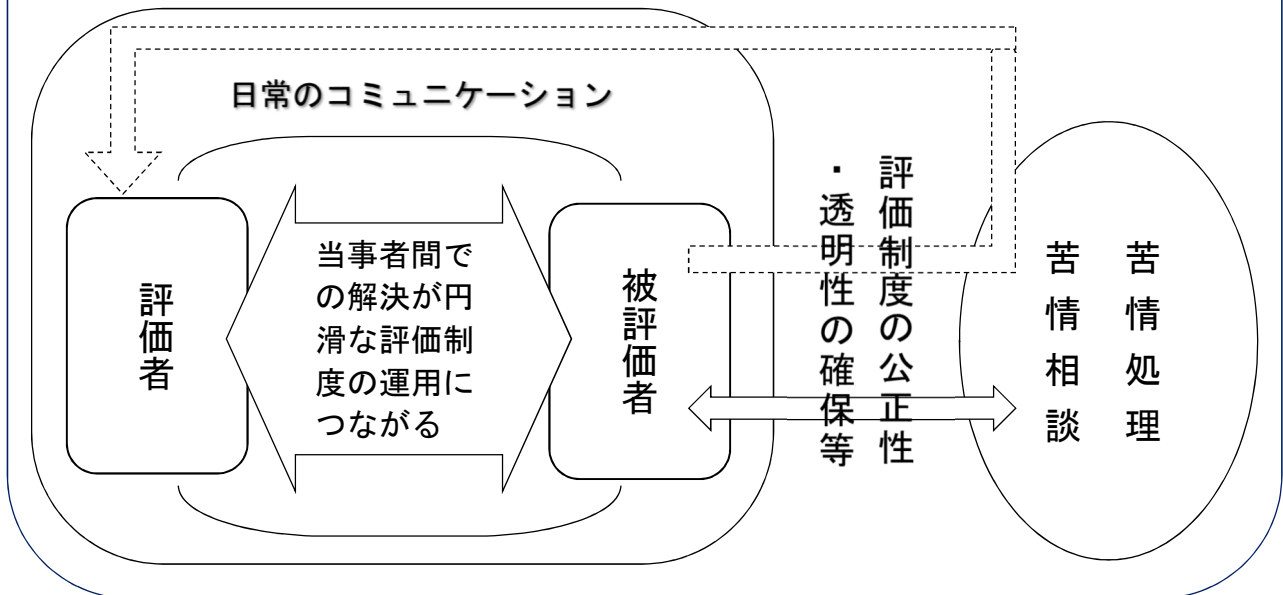 日常のコミュニケーション
評価者
当事者間で
の解決が円
滑な評価制
度の運用に
つながる
被評価者
評価制度の公正性
・透明性の確保等
苦情処理
苦情相談